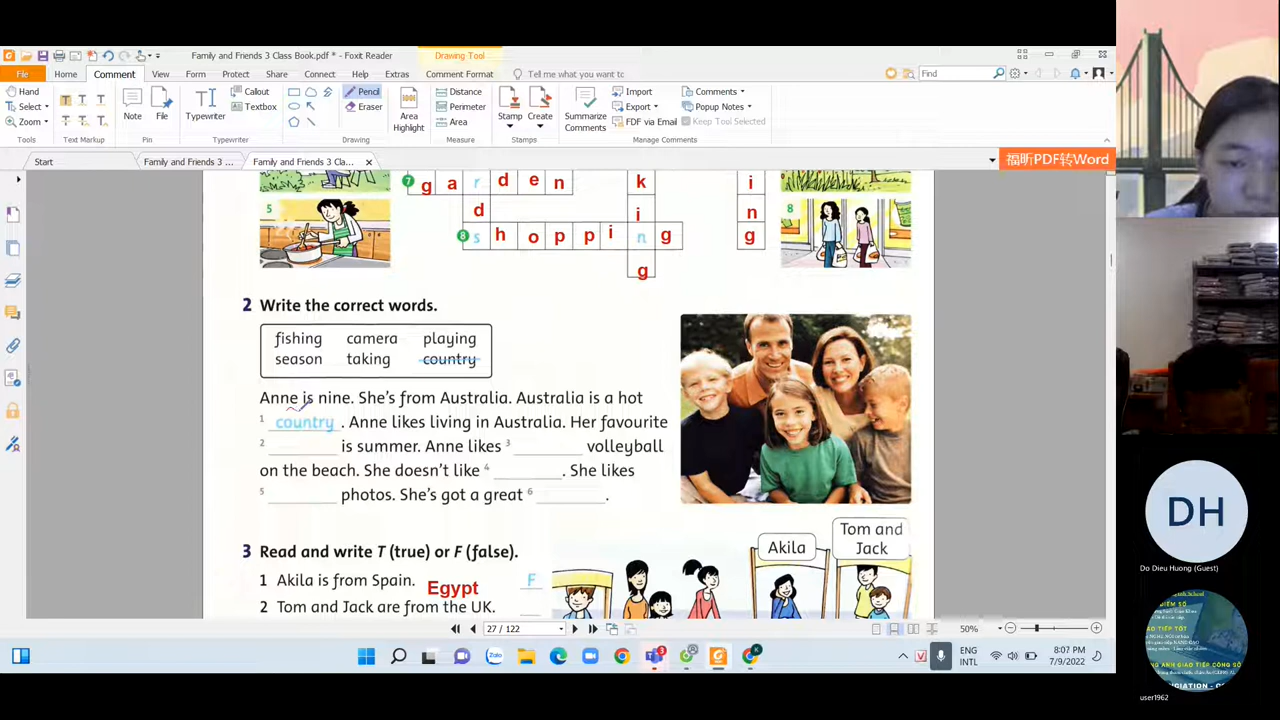 Family and Friends 3 Class Book.pdf * - Foxit Reader
Drawing Tool
File Home Comment View Form Protect Share Connect Help Extras Comment Format Tell me what you want tc Find
Hand
Select
Zoom
Tools
Text Markup
Note
File
Pin
Typewriter
Callout
Textbox
Typewriter
Pencil
Eraser
Drawing
Area
Highlight
Distance
Perimeter
Area
Measure
Stamp
Create
Stamps
Summarize
Comments
Import
Export
FDF via Email
Comments
Popup Notes
Keep Tool Selected
Manage Comments
Start
Family and Friends 3 ...
Family and Friends 3 Cla...
福昕PDF转Word
7 g a r d e n k i
5 d i n 8
8 s h o p p i n g g
g
2 Write the correct words.
fishing camera playing
season taking country
Anne is nine. She's from Australia. Australia is a hot
1 country . Anne likes living in Australia. Her favourite
2 is summer. Anne likes 3 volleyball
on the beach. She doesn't like 4 . She likes
5 photos. She's got a great 6 .
3 Read and write T (true) or F (false).
Akila
Tom and
Jack
1 Akila is from Spain. Egypt F
2 Tom and Jack are from the UK.
27 / 122
50%
Zalo
ENG
INTL
8:07 PM
7/9/2022
DH
Do Dieu Huong (Guest)
ĐIỂM SỐ
user1962